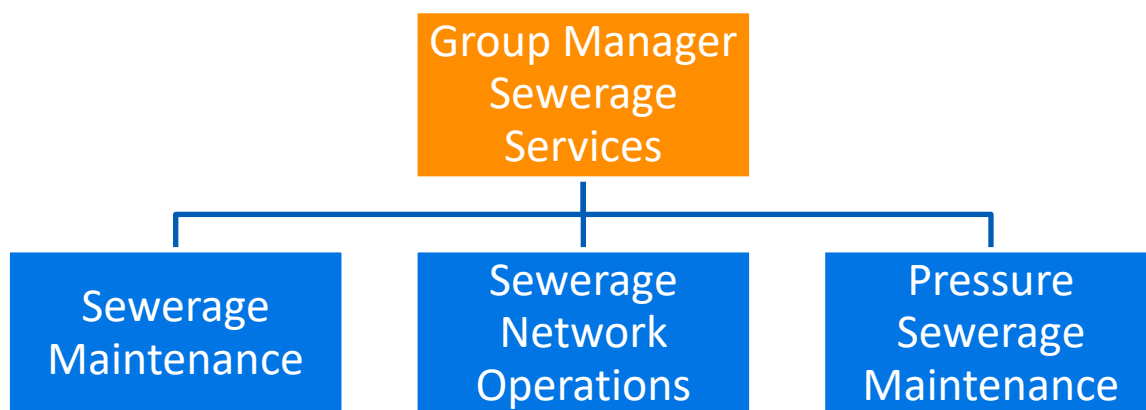 Group Manager
Sewerage
Services
Sewerage
Maintenance
Sewerage
Network
Operations
Pressure
Sewerage
Maintenance